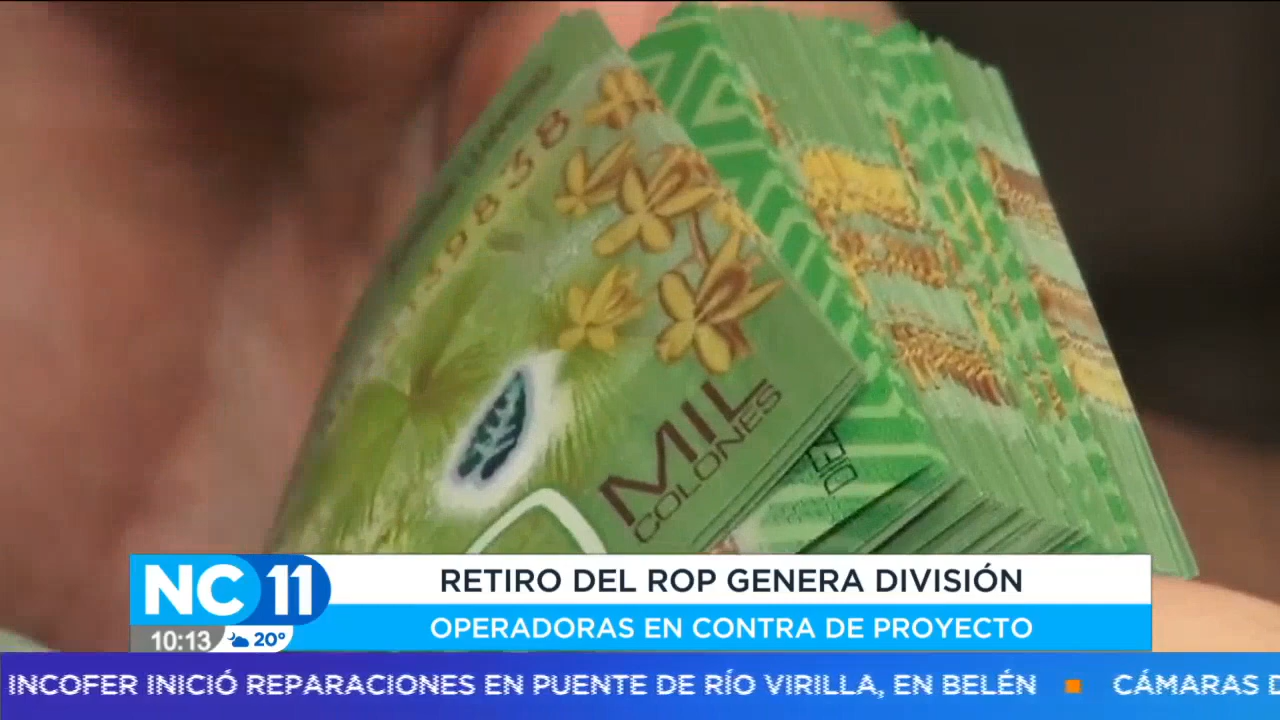 MIL
COLONES
NC 11
RETIRO DEL ROP GENERA DIVISIÓN
OPERADORAS EN CONTRA DE PROYECTO
10:13 20°
INCOFER INICIÓ REPARACIONES EN PUENTE DE RÍO VIRILLA, EN BELÉN ■ CÁMARAS D